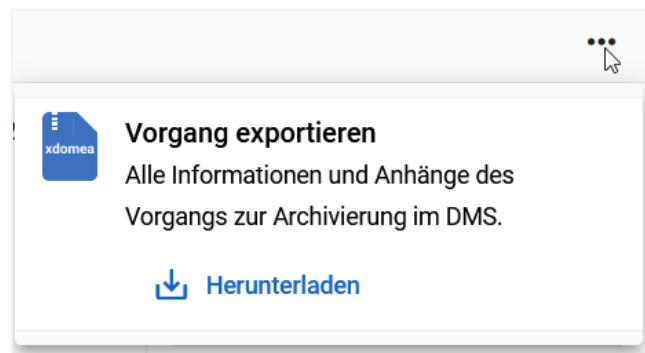 xdomea
Vorgang exportieren
Alle Informationen und Anhänge des
Vorgangs zur Archivierung im DMS.
Herunterladen